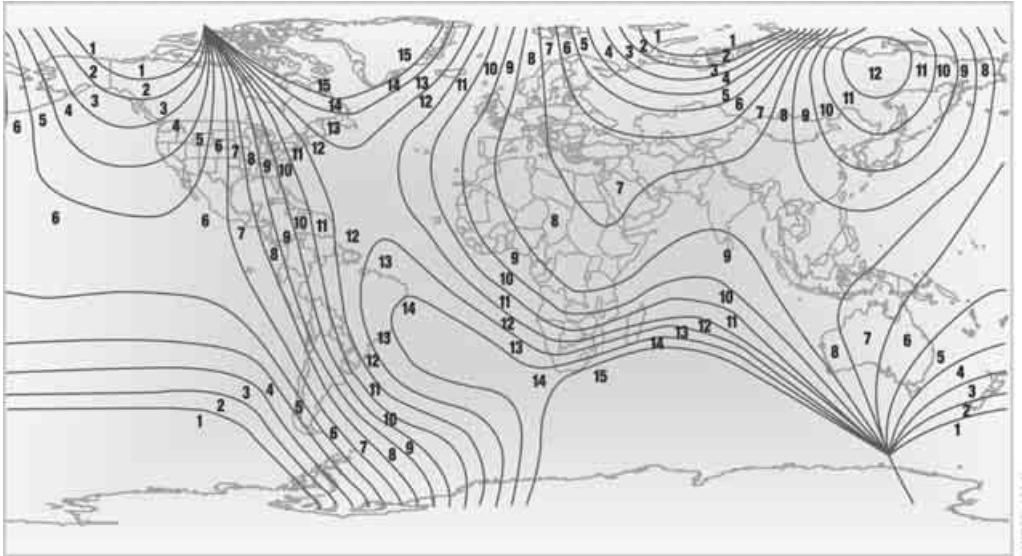 1 1
1 7 6 5 4 3 2
15 8 2
2 1 10 9 3 12 11 10 9 8
2 15 14 13 11 4
3 14 12 5 6 11
4 3 7 8 9 10
6 5 4 13
5 6 7 8 9 10 11 12
7
6 6 7 10 11 8
9 12
8 13 9 9
10
11 10
14
12 13 12 11
13 13 14 7 6
12 8 5
14 15 4
3 4 11 3
2 5 2
1 10 1
6
7 8 9